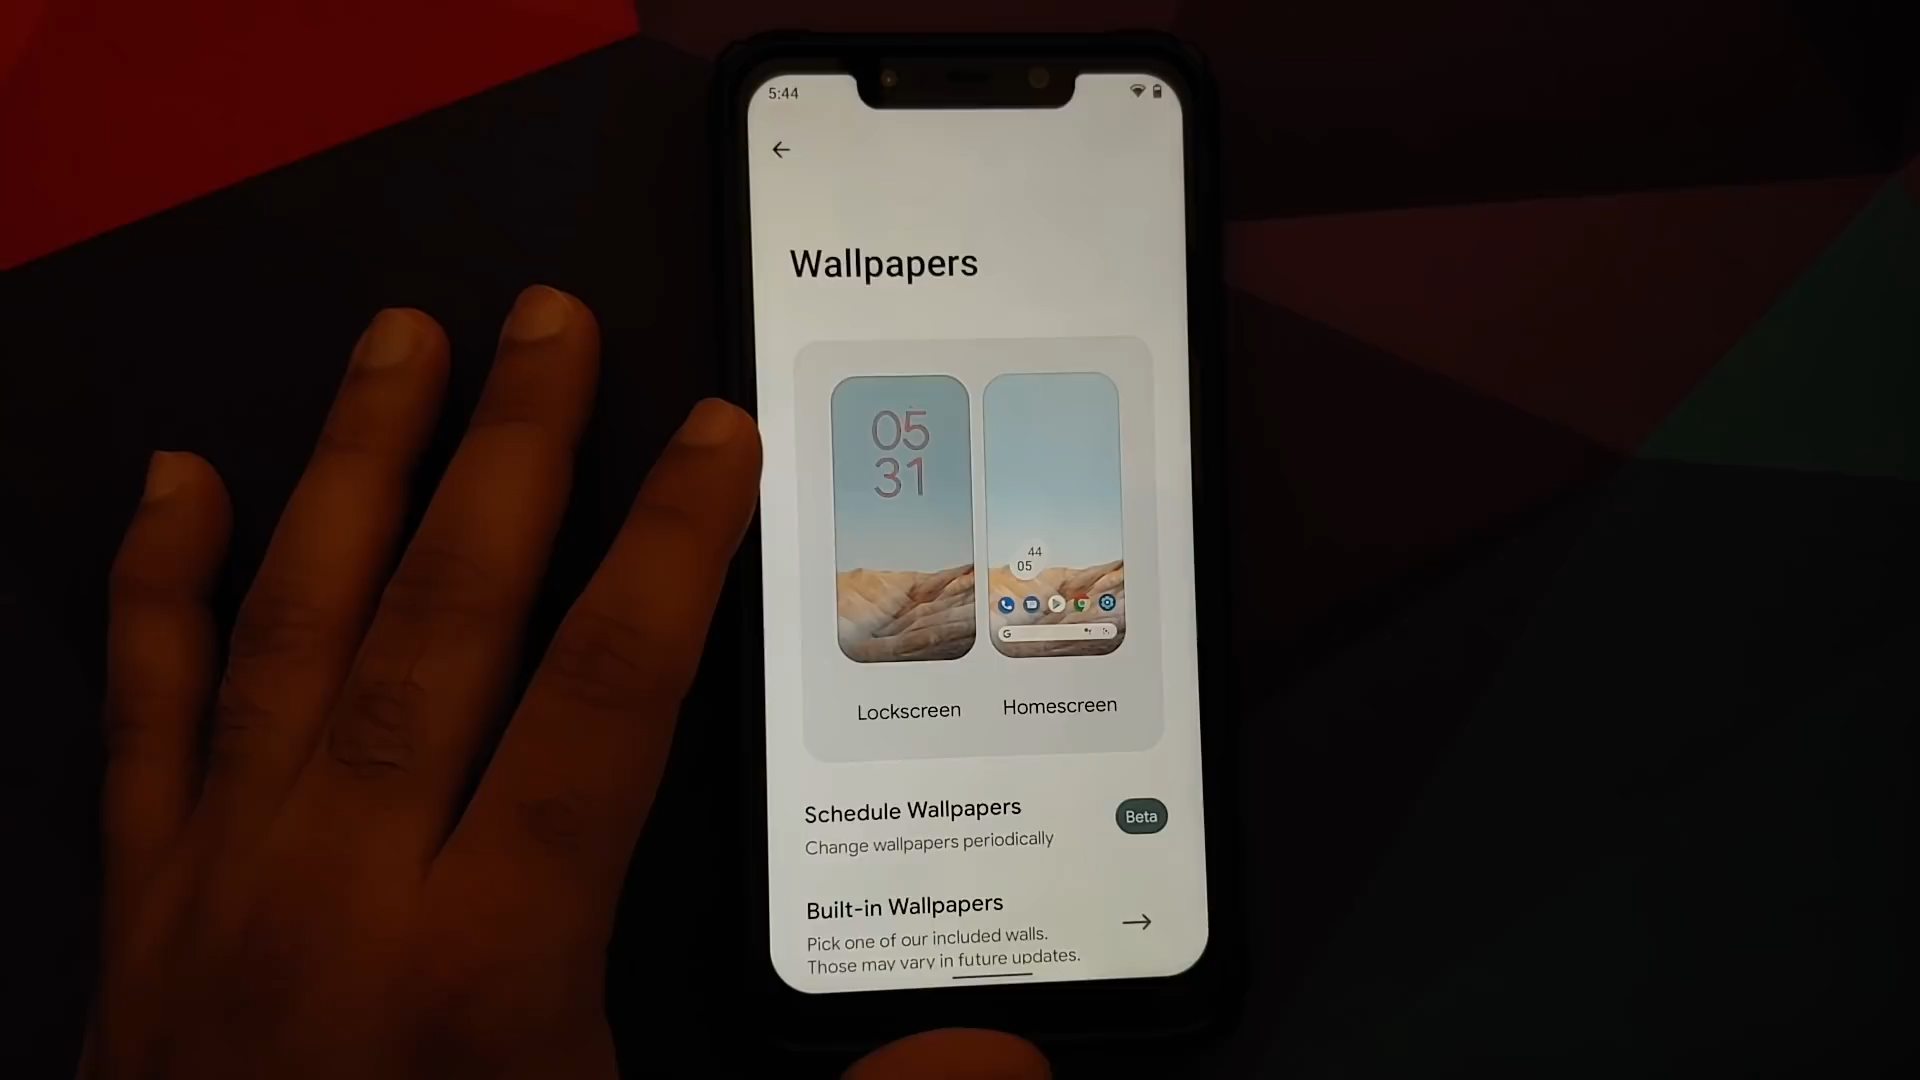 5:44
Wallpapers
05
31
44
05
G
Lockscreen
Homescreen
Schedule Wallpapers
Beta
Change wallpapers periodically
Built-in Wallpapers
Pick one of our included walls.
Those may vary in future updates.